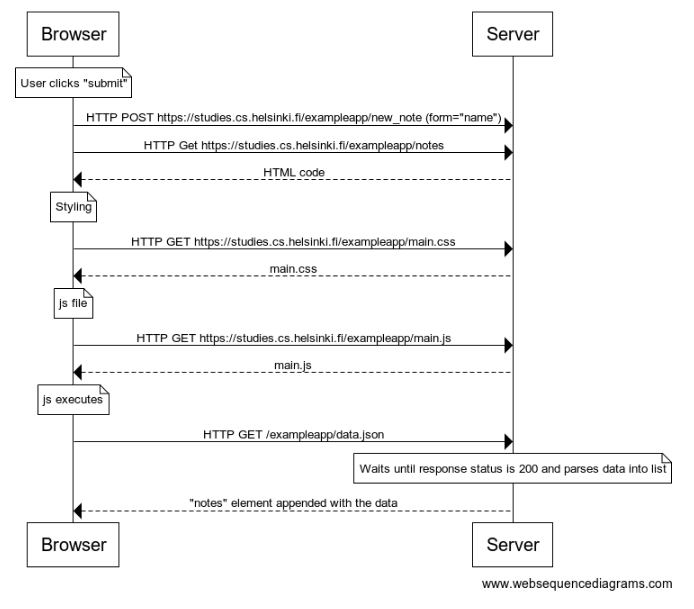 Browser
Server
User clicks "submit"
HTTP POST https://studies.cs.helsinki.fi/exampleapp/new_note (form="name")
HTTP Get https://studies.cs.helsinki.fi/exampleapp/notes
HTML code
Styling
HTTP GET https://studies.cs.helsinki.fi/exampleapp/main.css
main.css
js file
HTTP GET https://studies.cs.helsinki.fi/exampleapp/main.js
main.js
js executes
HTTP GET /exampleapp/data.json
Waits until response status is 200 and parses data into list
"notes" element appended with the data
Browser
Server
www.websequencediagrams.com